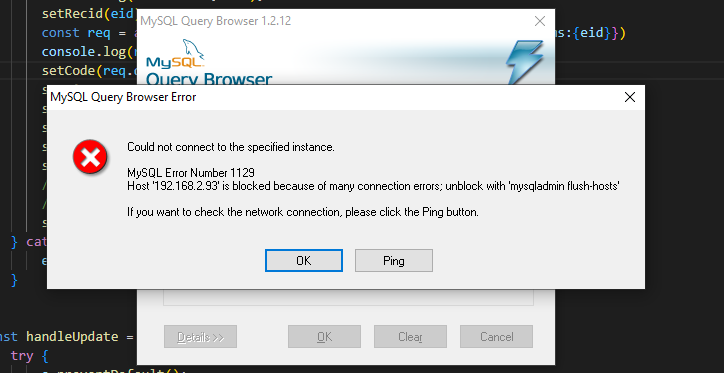 setRecid(eid)
MySQL Query Browser 1.2.12
const req = a
s:{eid}})
console.log(
setCode(req.
MySQL
Query Browser
MySQL Query Browser Error
Could not connect to the specified instance.
MySQL Error Number 1129
Host '192.168.2.93' is blocked because of many connection errors; unblock with 'mysqladmin flush-hosts'
If you want to check the network connection, please click the Ping button.
OK
Ping
} cat
}
Details >>
OK
Clear
Cancel
nst handleUpdate =
try {
e.preventDefault();